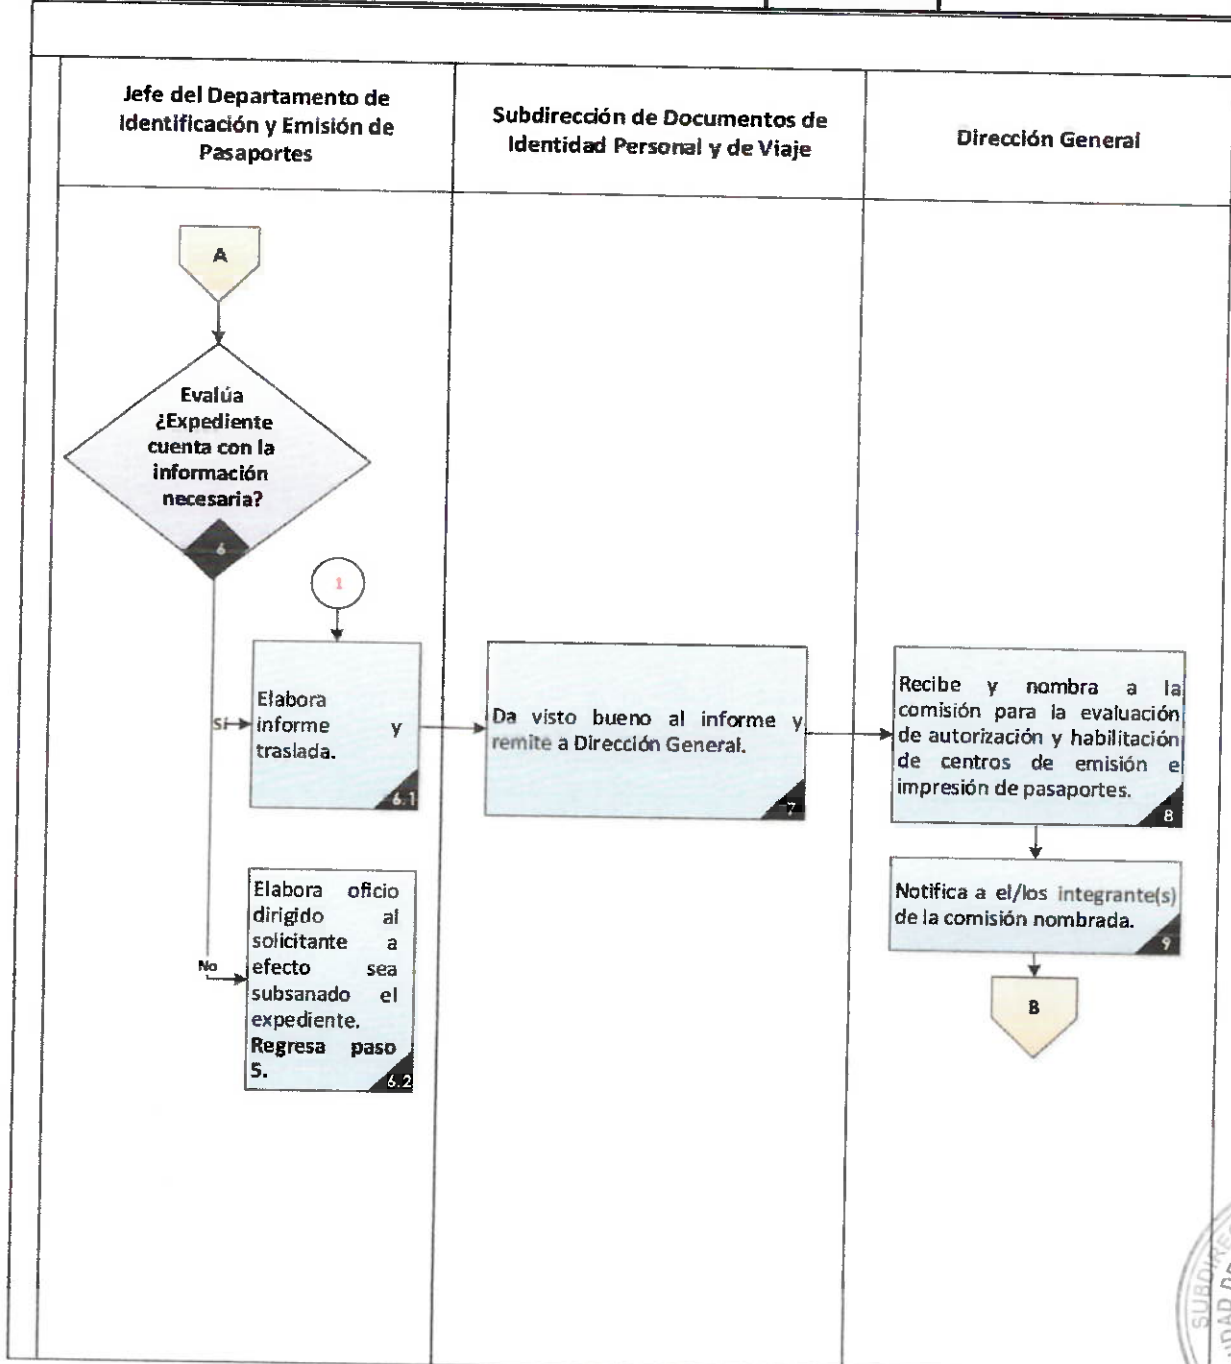 Jefe del Departamento de
Identificación y Emisión de
Pasaportes
Subdirección de Documentos de
Identidad Personal y de Viaje
Dirección General
A
Evalúa
¿Expediente
cuenta con la
información
necesaria?
6
1
Sí
Elabora
informe y
traslada.
6.1
Da visto bueno al informe y
remite a Dirección General.
7
Recibe y nombra a la
comisión para la evaluación
de autorización y habilitación
de centros de emisión e
impresión de pasaportes.
8
No
Elabora oficio
dirigido al
solicitante a
efecto sea
subsanado el
expediente.
Regresa paso
5.
6.2
Notifica a el/los integrante(s)
de la comisión nombrada.
9
B